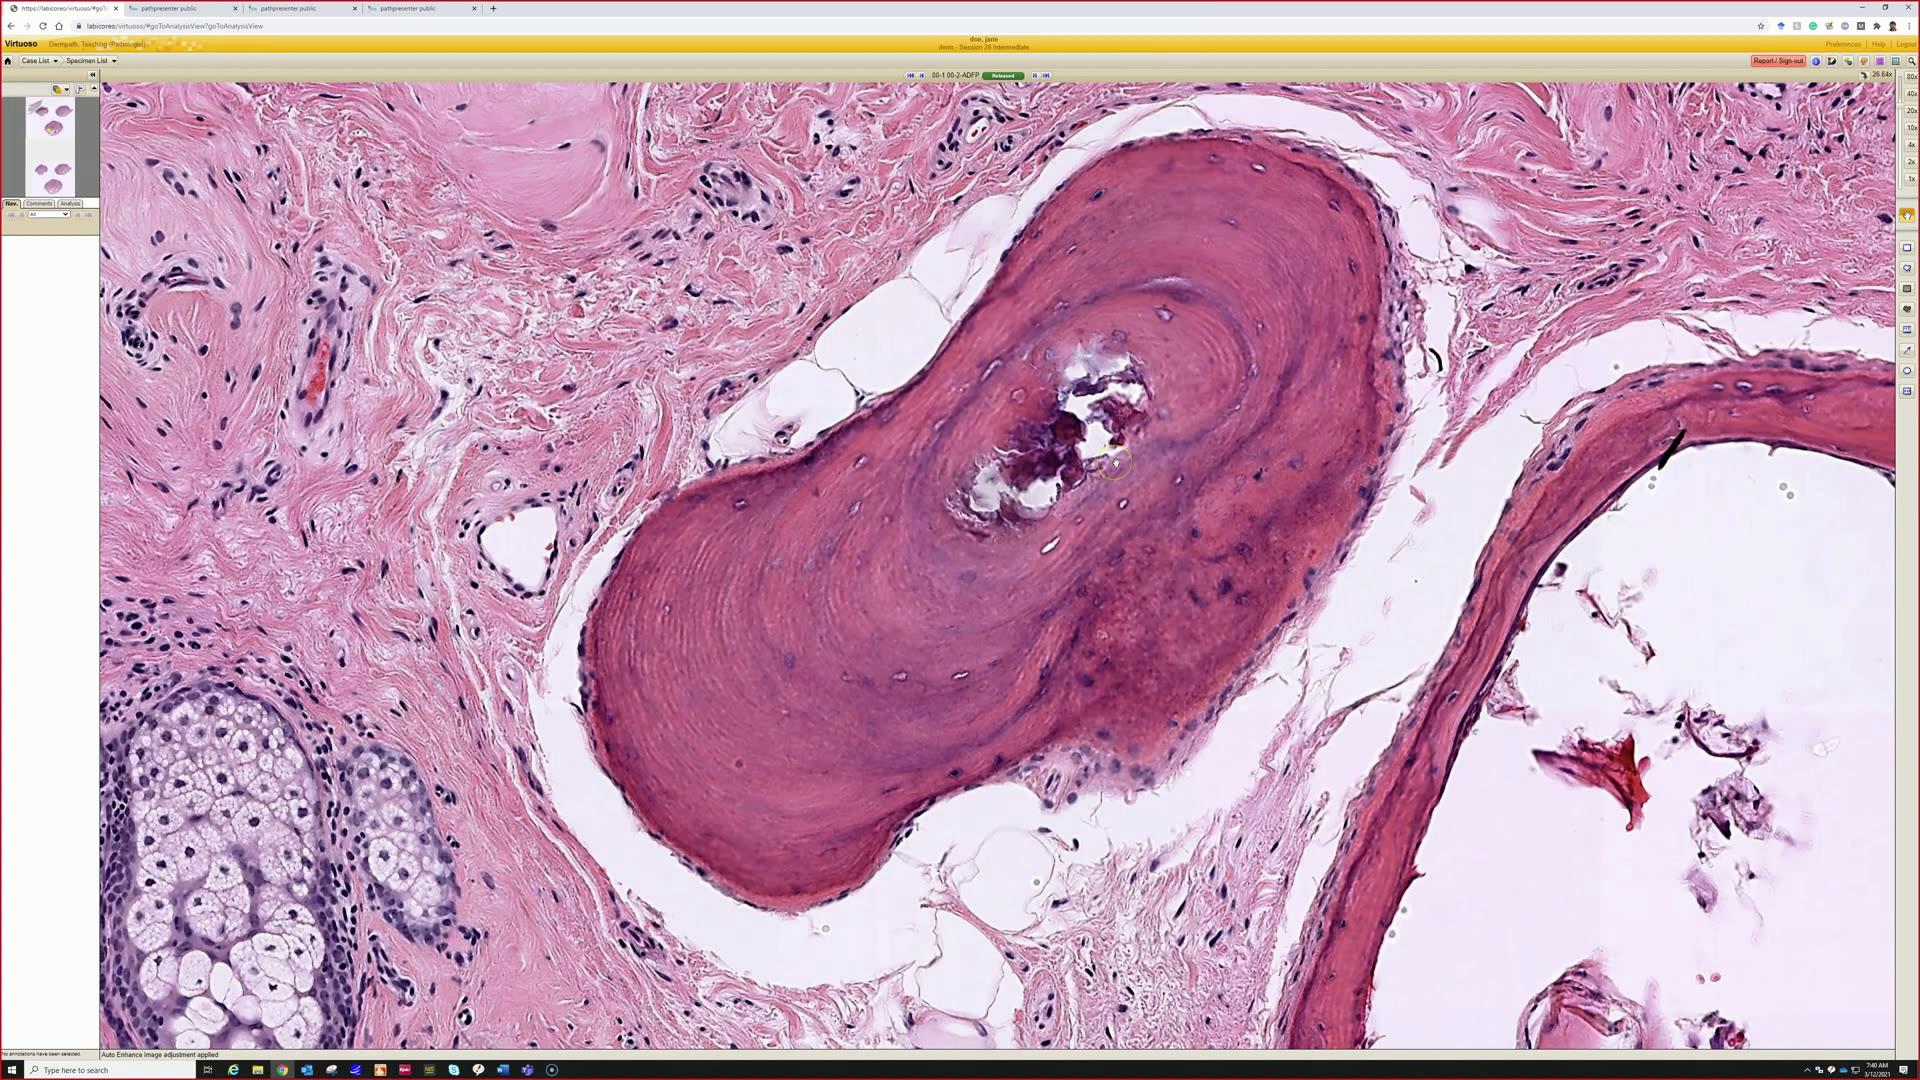 https://labicoreo/virtuoso/#goTo
pathpresenter public
pathpresenter public
pathpresenter public
labicoreo/virtuoso/#goToAnalysisView?goToAnalysisView
Virtuoso
Dermpath, Teaching (Pathologist)
doe, jane
derm - Session 28 Intermediate
Preferences
Help
Logout
Case List
Specimen List
Report / Sign-out
00-1 00-2-ADFP
Released
26.64x
80x
40x
20x
10x
4x
2x
1x
Nav.
Comments
Analysis
All
No annotations have been selected.
Auto Enhance image adjustment applied
Type here to search
7:40 AM
3/12/2021